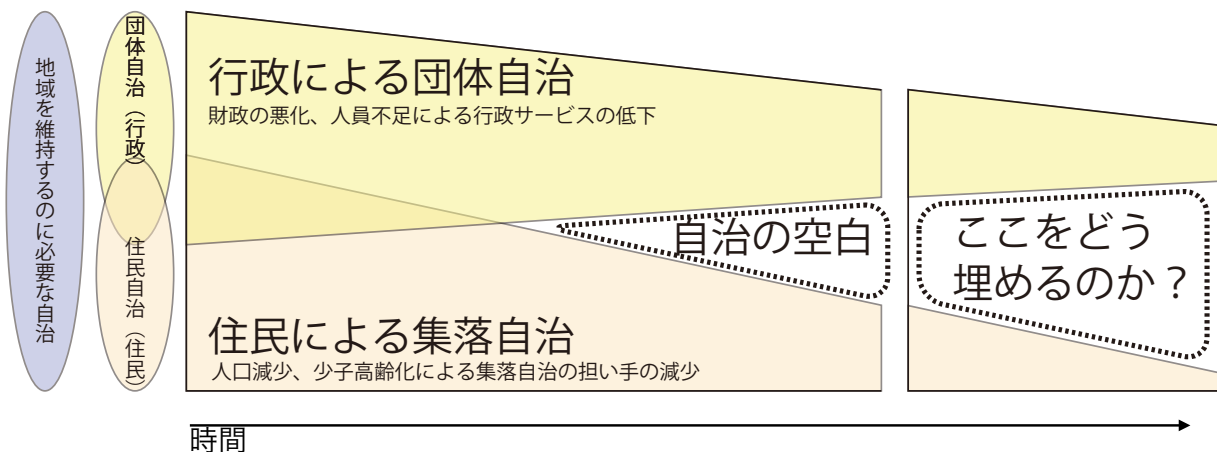 地域を維持するのに必要な自治
団体自治（行政）
住民自治（住民）
行政による団体自治
財政の悪化、人員不足による行政サービスの低下
自治の空白
ここをどう
埋めるのか？
住民による集落自治
人口減少、少子高齢化による集落自治の担い手の減少
時間